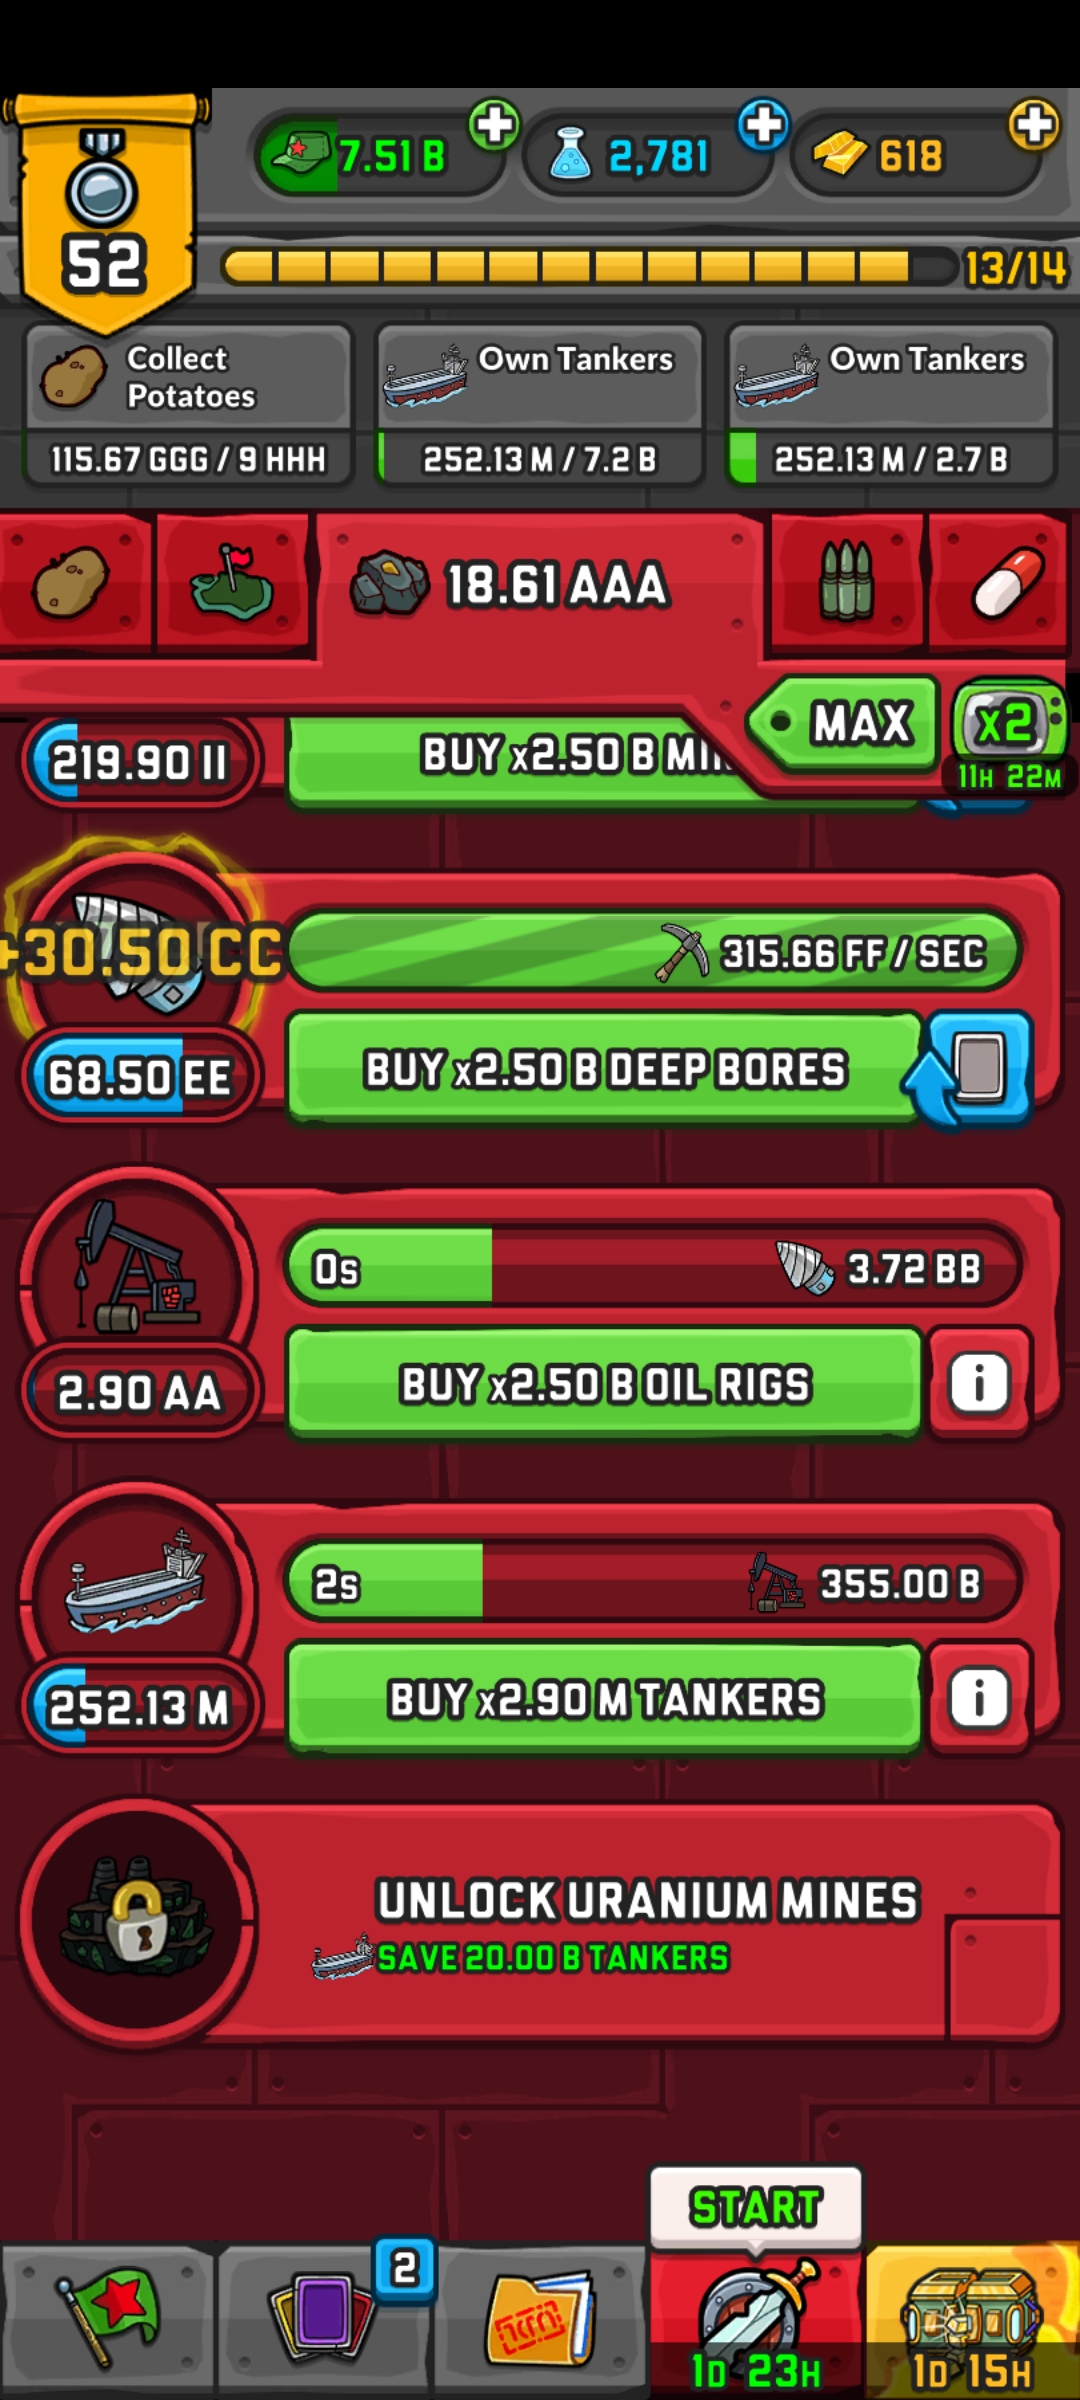 7.51 B
2,781
618
52
13/14
Collect
Potatoes
115.67 GGG / 9 HHH
Own Tankers
252.13 M / 7.2 B
Own Tankers
252.13 M / 2.7 B
18.61 AAA
MAX
x2
11H 22M
219.90 II
BUY x2.50 B
+30.50 CC
315.66 FF / SEC
68.50 EE
BUY x2.50 B DEEP BORES
0s
3.72 BB
2.90 AA
BUY x2.50 B OIL RIGS
i
2s
355.00 B
252.13 M
BUY x2.90 M TANKERS
i
UNLOCK URANIUM MINES
SAVE 20.00 B TANKERS
START
2
1D 23H
1D 15H